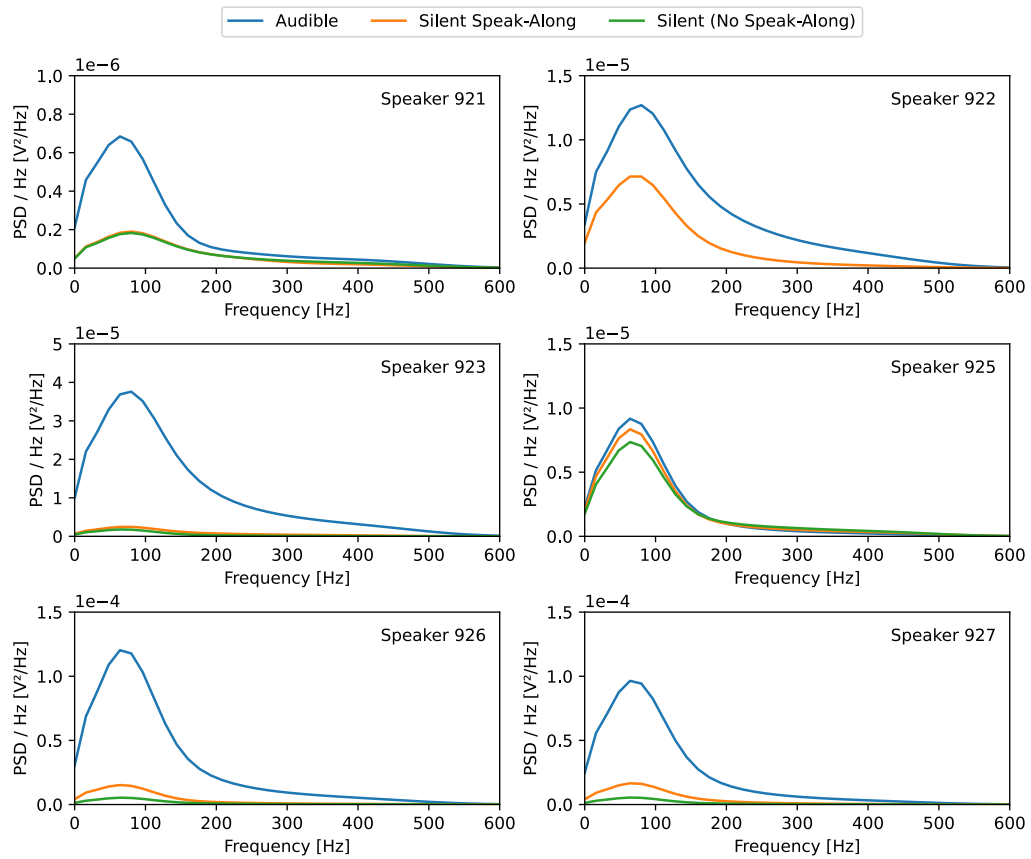 Audible Silent Speak-Along Silent (No Speak-Along)
1e−6 1e−5
1.0 0.8 0.6 0.4 0.2 0.0
PSD / Hz [V²/Hz]
Speaker 921
0 100 200 300 400 500 600
Frequency [Hz]
1.5 1.0 0.5 0.0
PSD / Hz [V²/Hz]
Speaker 922
0 100 200 300 400 500 600
Frequency [Hz]
1e−5 1e−5
5 4 3 2 1 0
PSD / Hz [V²/Hz]
Speaker 923
0 100 200 300 400 500 600
Frequency [Hz]
1.5 1.0 0.5 0.0
PSD / Hz [V²/Hz]
Speaker 925
0 100 200 300 400 500 600
Frequency [Hz]
1e−4 1e−4
1.5 1.0 0.5 0.0
PSD / Hz [V²/Hz]
Speaker 926
0 100 200 300 400 500 600
Frequency [Hz]
1.5 1.0 0.5 0.0
PSD / Hz [V²/Hz]
Speaker 927
0 100 200 300 400 500 600
Frequency [Hz]